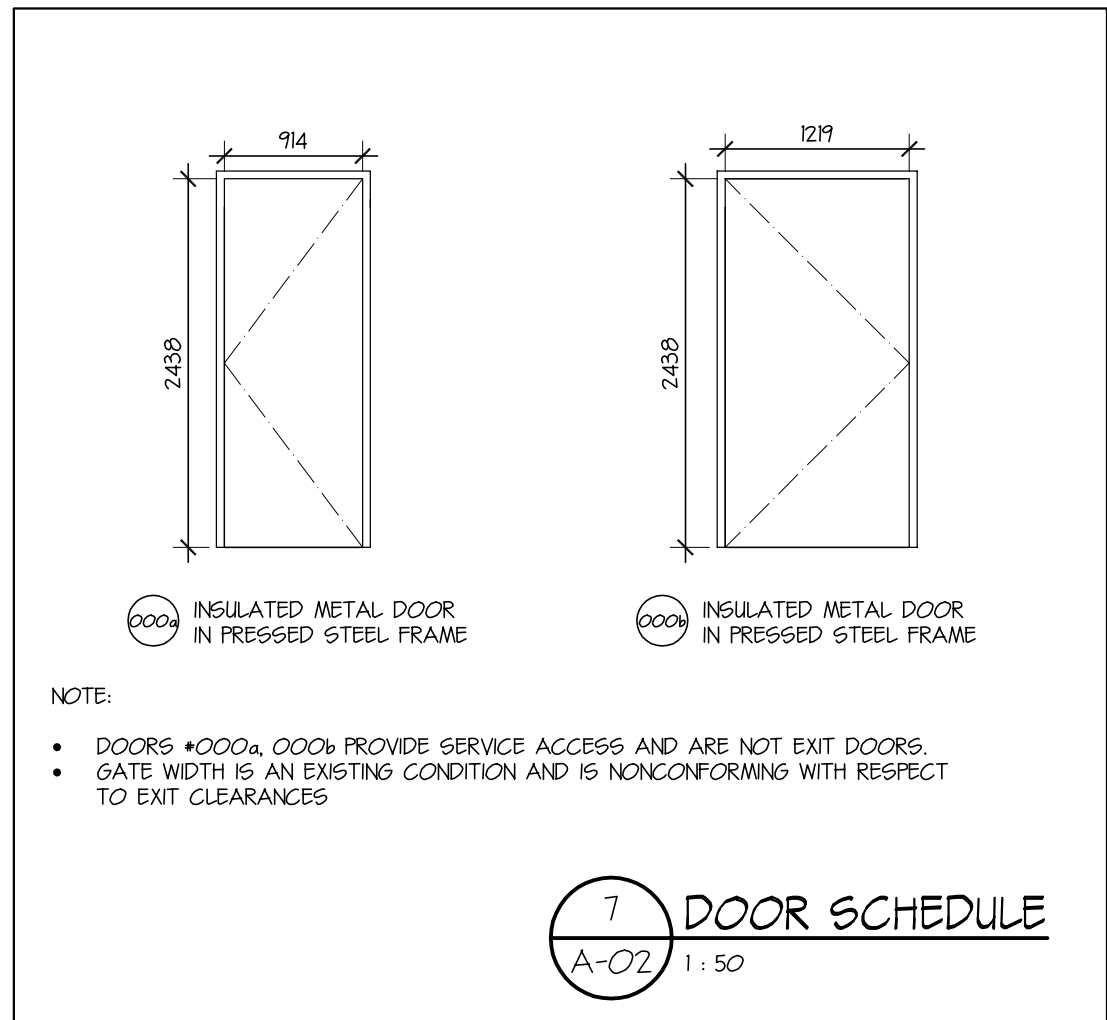 914
1219
2438
2438
000a
INSULATED METAL DOOR
IN PRESSED STEEL FRAME
000b
INSULATED METAL DOOR
IN PRESSED STEEL FRAME
NOTE:
• DOORS #000a, 000b PROVIDE SERVICE ACCESS AND ARE NOT EXIT DOORS.
• GATE WIDTH IS AN EXISTING CONDITION AND IS NONCONFORMING WITH RESPECT
TO EXIT CLEARANCES
7
DOOR SCHEDULE
A-02
1 : 50